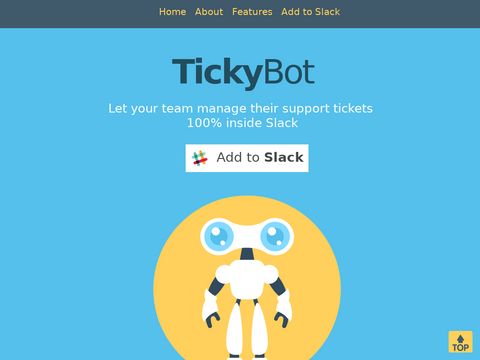 Home About Features Add to Slack
TickyBot
Let your team manage their support tickets
100% inside Slack
Add to Slack
TOP